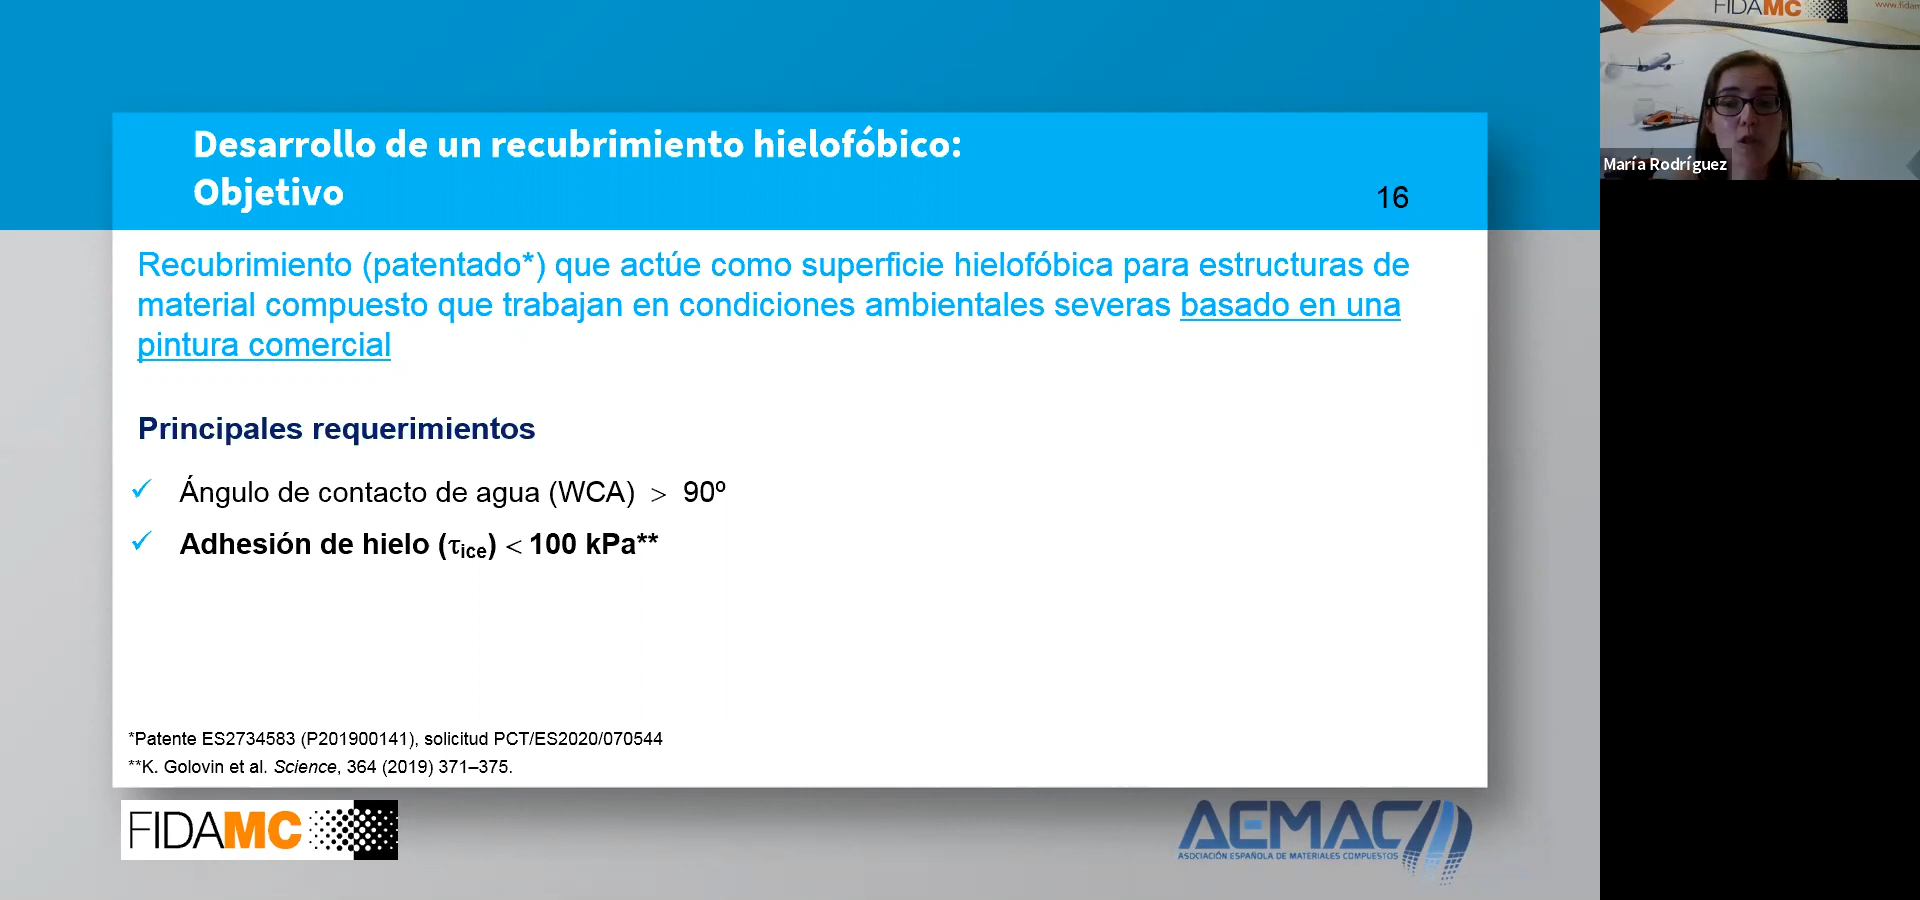 Desarrollo de un recubrimiento hielofóbico:
Objetivo
16
Recubrimiento (patentado*) que actúe como superficie hielofóbica para estructuras de
material compuesto que trabajan en condiciones ambientales severas basado en una
pintura comercial
Principales requerimientos
✓ Ángulo de contacto de agua (WCA) > 90º
✓ Adhesión de hielo (τice) < 100 kPa**
*Patente ES2734583 (P201900141), solicitud PCT/ES2020/070544
**K. Golovin et al. Science, 364 (2019) 371–375.
FIDAMC
AEMAC
ASOCIACIÓN ESPAÑOLA DE MATERIALES COMPUESTOS
FIDAMC
María Rodríguez